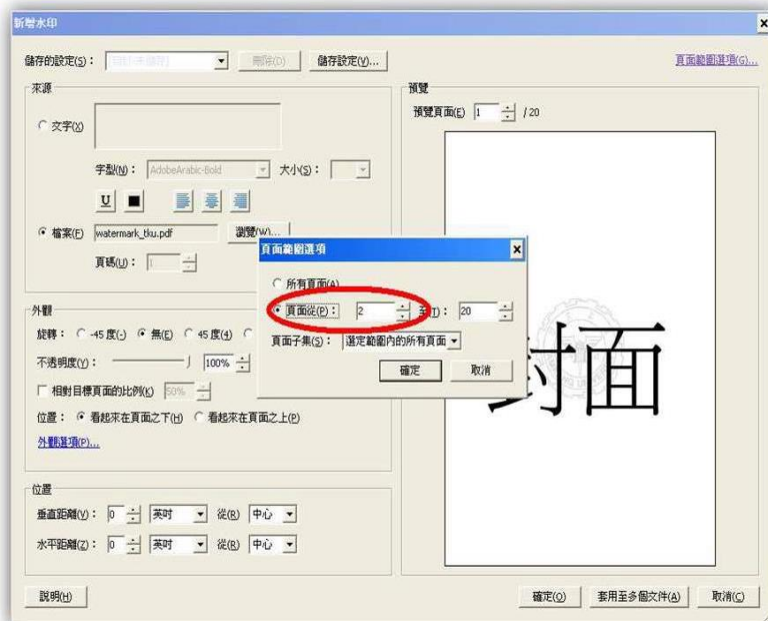 新增水印
儲存的設定(S)： 刪除(D) 儲存設定(V)... 頁面範圍選項(G)...
來源
文字(X)
字型(N)： AdobeArabic-Bold 大小(S)：
U
檔案(F) watermark_tku.pdf 瀏覽(W)...
頁碼(U)： 1
外觀
旋轉： -45 度(-) 無(E) 45 度(4)
不透明度(Y)： 100%
相對目標頁面的比例(K) 50%
位置： 看起來在頁面之下(H) 看起來在頁面之上(P)
外觀選項(P)...
位置
垂直距離(V)： 0 英吋 從(R) 中心
水平距離(Z)： 0 英吋 從(R) 中心
預覽
預覽頁面(E) 1 / 20
封面
頁面範圍選項
所有頁面(A)
頁面從(P)： 2 至(T)： 20
頁面子集(S)： 選定範圍內的所有頁面
確定 取消
說明(H) 確定(O) 套用至多個文件(A) 取消(C)